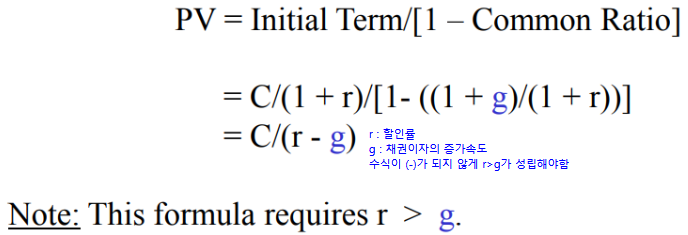 PV = Initial Term/[1 – Common Ratio]
= C/(1 + r)/[1- ((1 + g)/(1 + r))]
= C/(r - g)
r : 할인률
g : 채권이자의 증가속도
수식이 (-)가 되지 않게 r>g가 성립해야함
Note: This formula requires r > g.